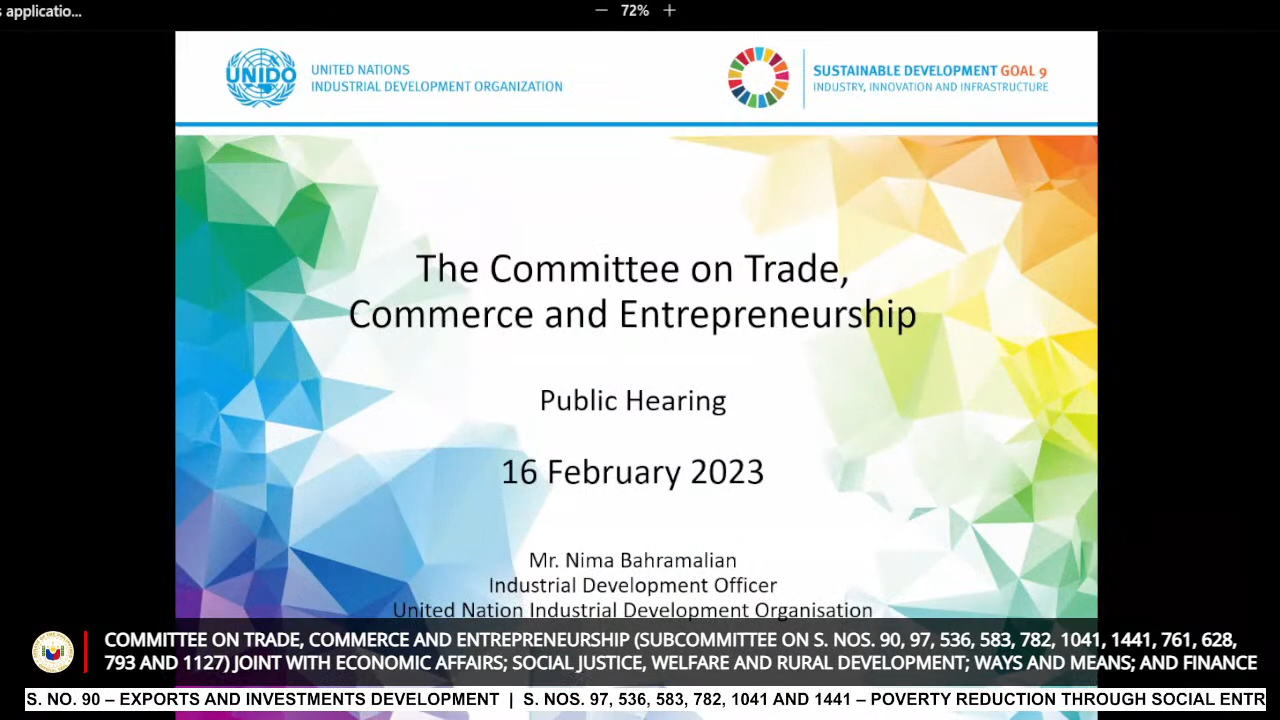 s applicatio...
72%
UNIDO
UNITED NATIONS
INDUSTRIAL DEVELOPMENT ORGANIZATION
SUSTAINABLE DEVELOPMENT GOAL 9
INDUSTRY, INNOVATION AND INFRASTRUCTURE
The Committee on Trade,
Commerce and Entrepreneurship
Public Hearing
16 February 2023
Mr. Nima Bahramalian
Industrial Development Officer
United Nation Industrial Development Organisation
COMMITTEE ON TRADE, COMMERCE AND ENTREPRENEURSHIP (SUBCOMMITTEE ON S. NOS. 90, 97, 536, 583, 782, 1041, 1441, 761, 628,
793 AND 1127) JOINT WITH ECONOMIC AFFAIRS; SOCIAL JUSTICE, WELFARE AND RURAL DEVELOPMENT; WAYS AND MEANS; AND FINANCE
S. NO. 90 – EXPORTS AND INVESTMENTS DEVELOPMENT | S. NOS. 97, 536, 583, 782, 1041 AND 1441 – POVERTY REDUCTION THROUGH SOCIAL ENTR